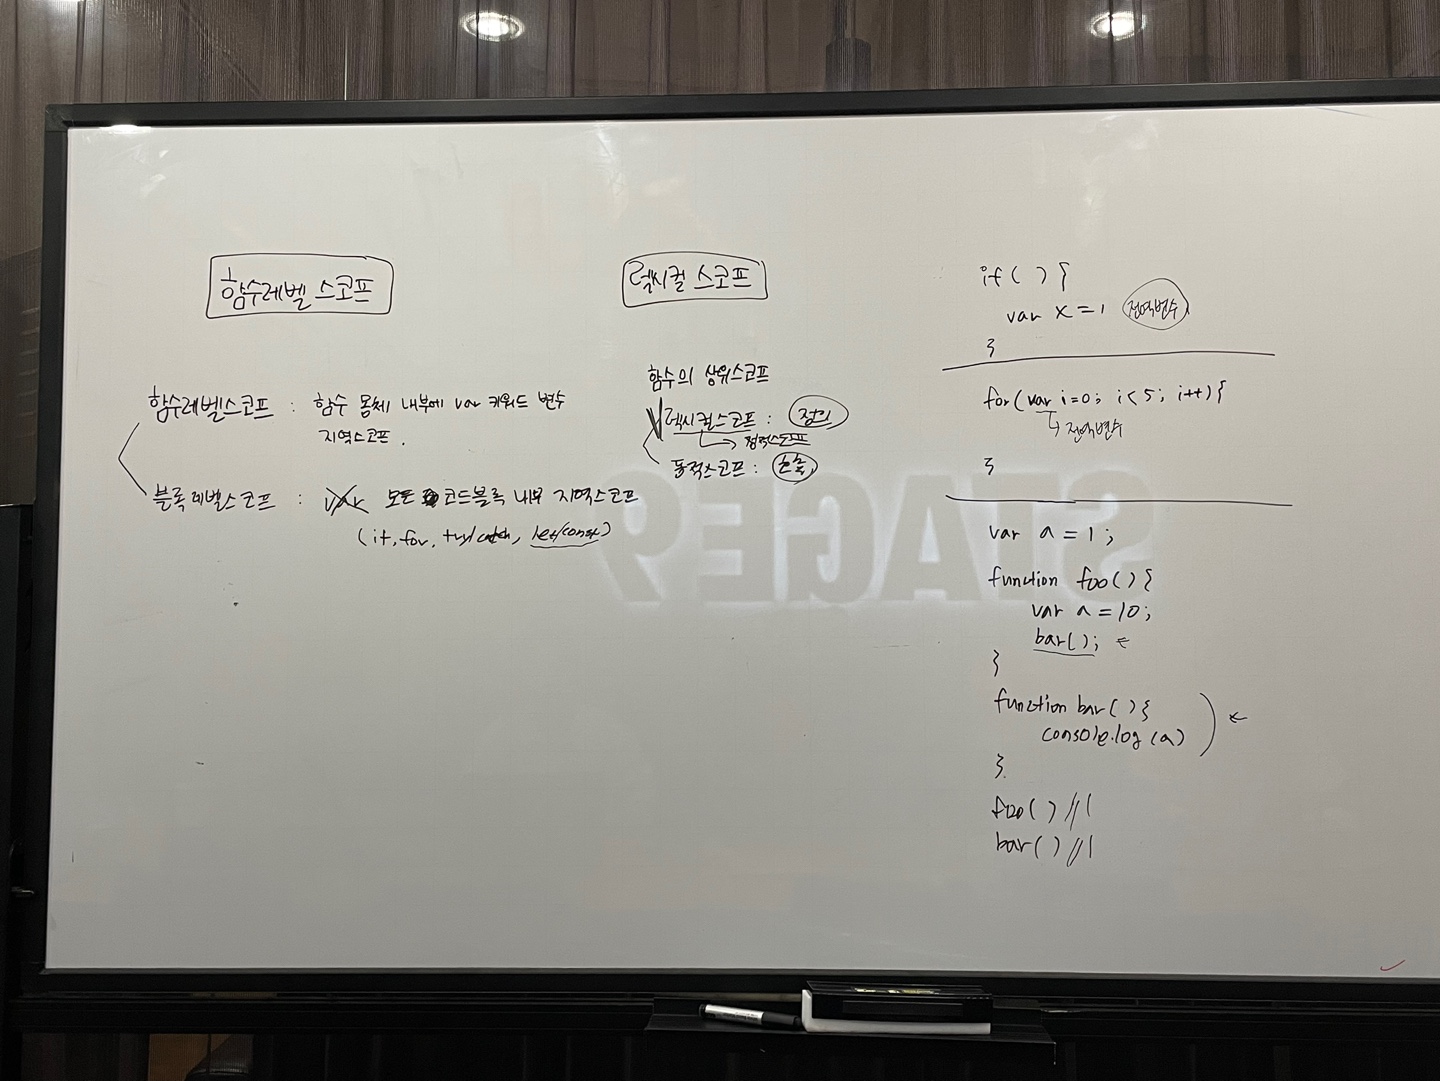 함수레벨 스코프
함수레벨스코프 : 함수 몸체 내부에 var 키워드 변수
지역스코프.
블록레벨스코프 : var 모든 코드블록 내부 지역스코프
(if, for, try/catch, let/const)
렉시컬 스코프
함수의 상위스코프
렉시컬스코프 : 정의
정적스코프
동적스코프 : 호출
if( ) {
var x = 1 전역변수
}
for(var i=0; i<5; i++){
전역변수
}
var a = 1;
function foo() {
var a = 10;
bar(); ←
}
function bar() {
console.log(a) ←
}
foo() //1
bar() //1
STAGE9